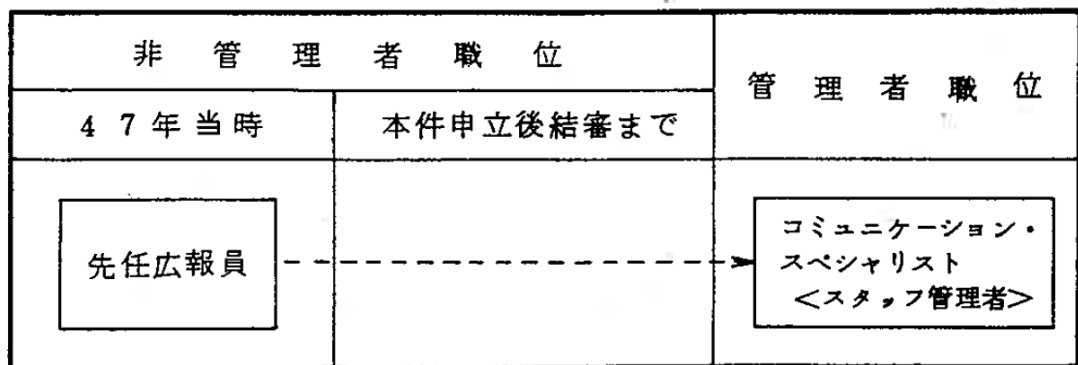 非管理者職位
管理者職位
47年当時
本件申立後結審まで
先任広報員
コミュニケーション・
スペシャリスト
<スタッフ管理者>